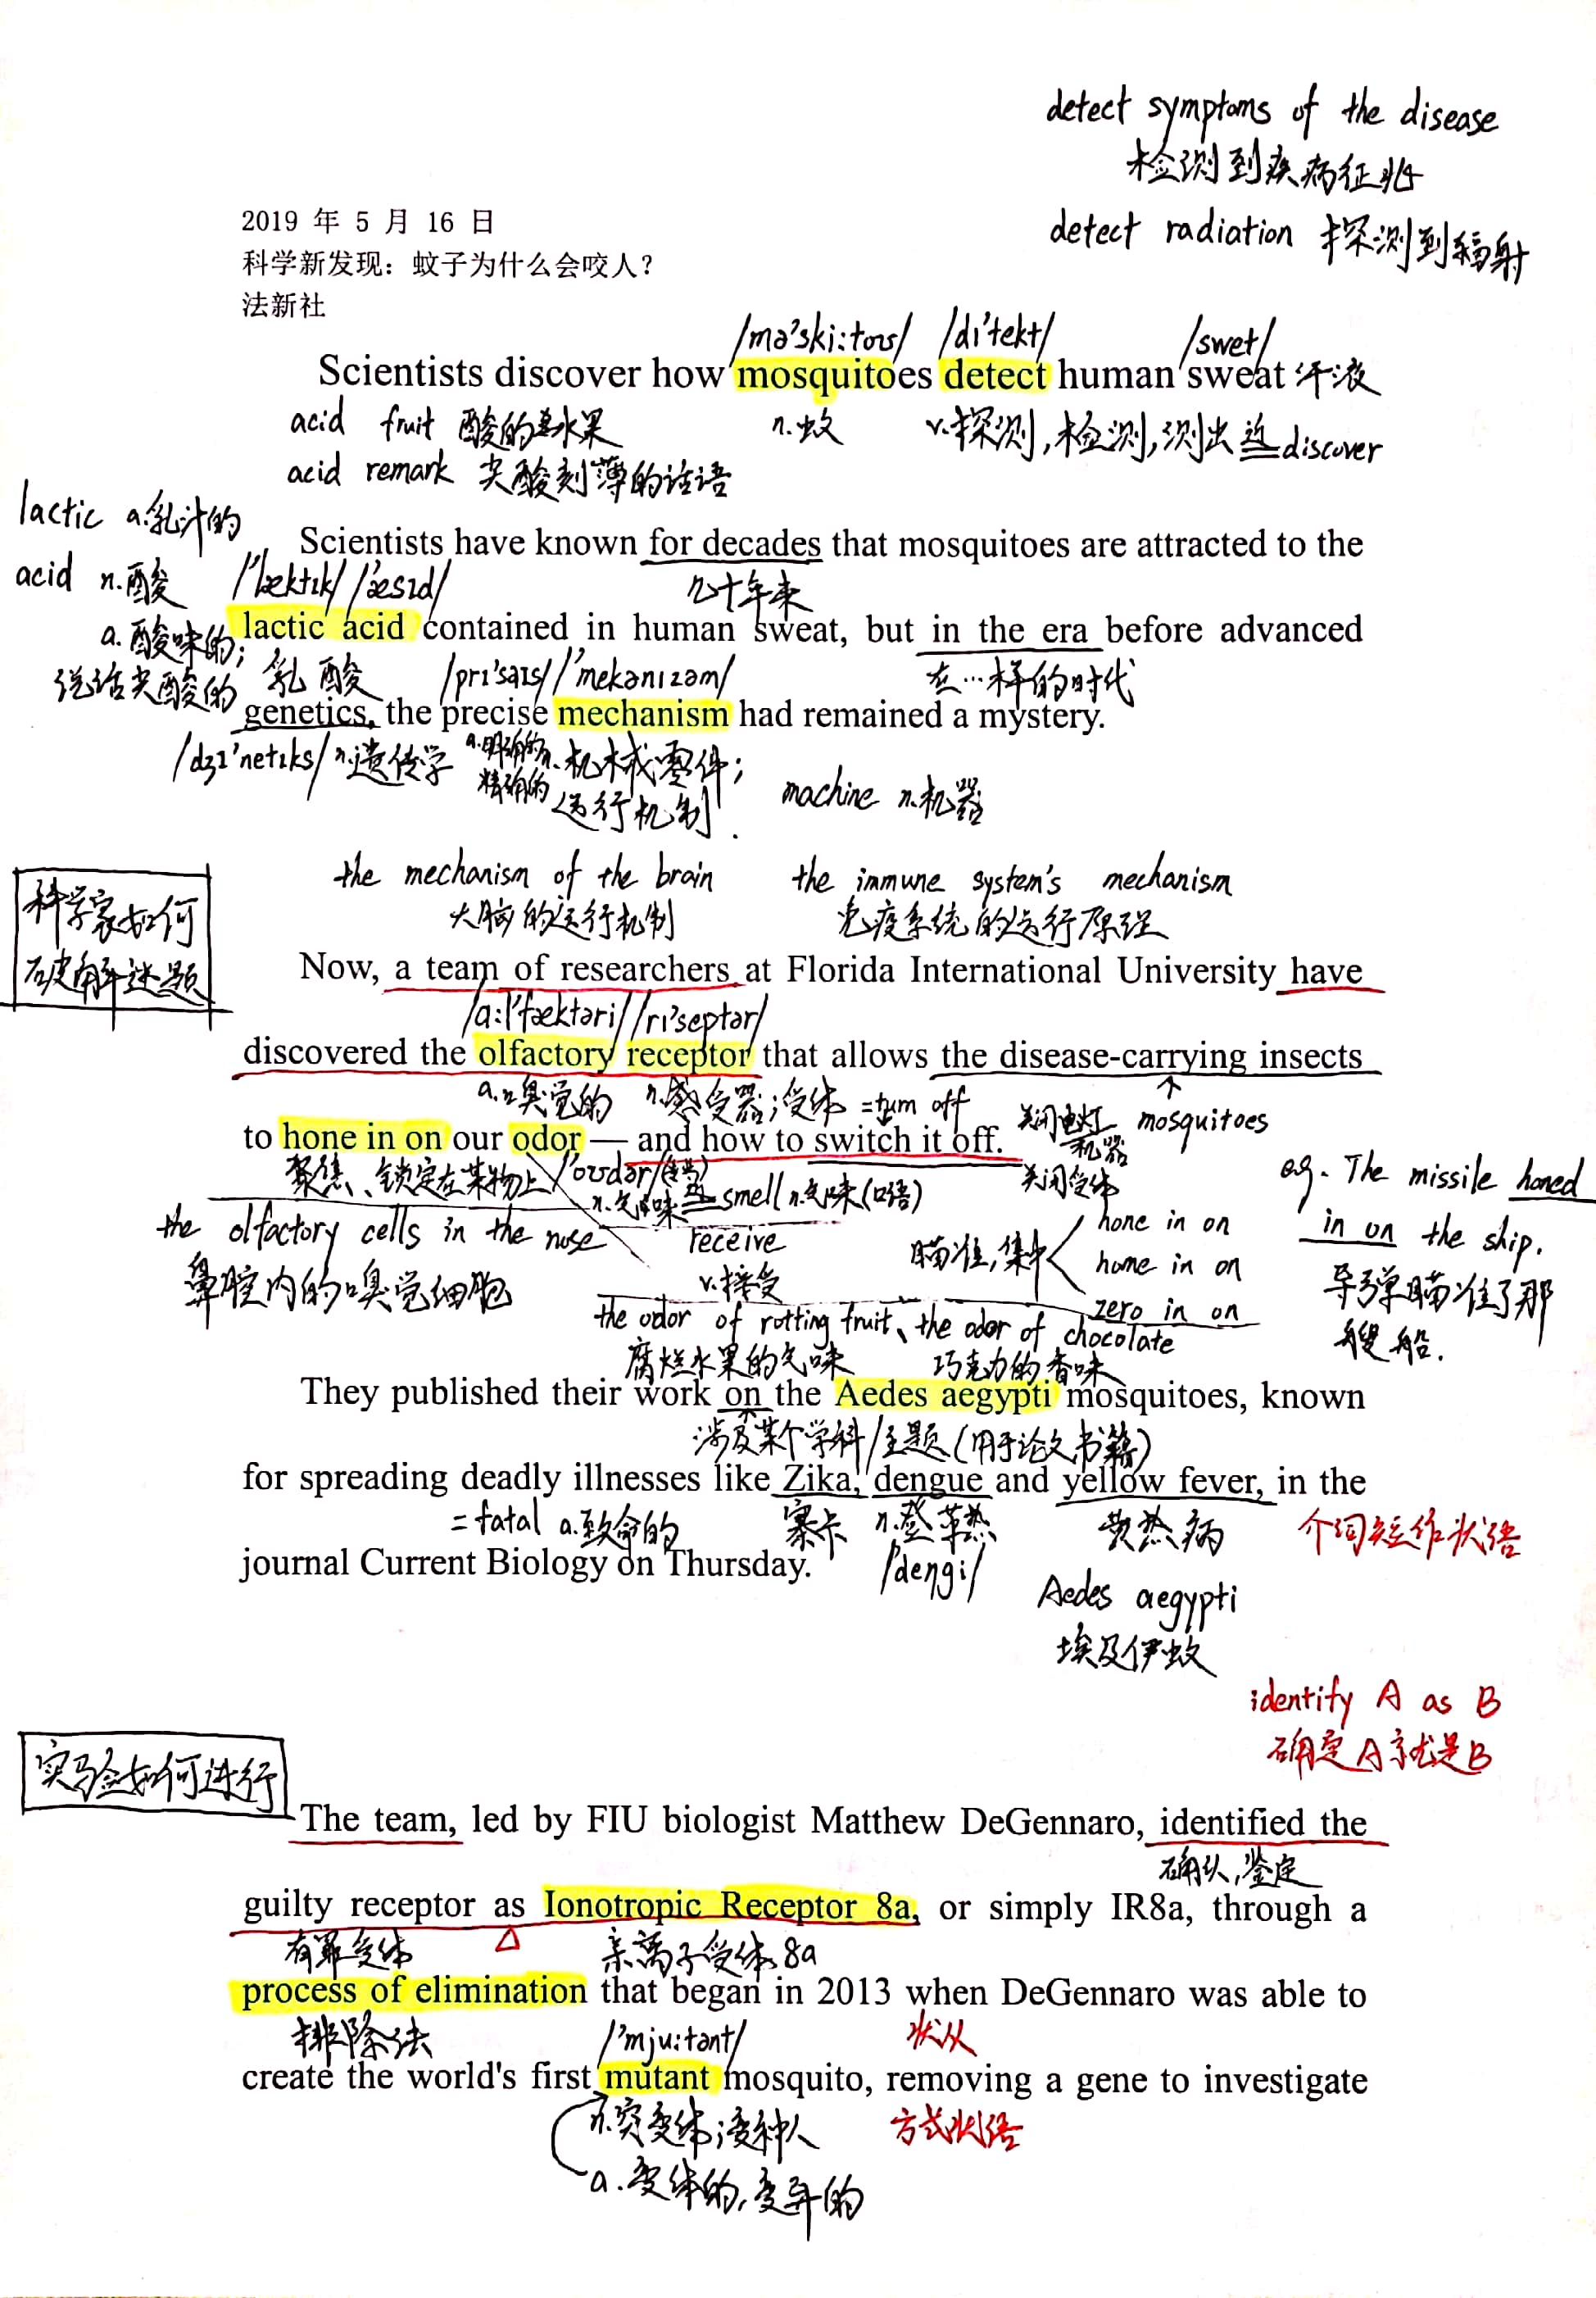 detect symptoms of the disease
检测到疾病征兆
detect radiation 探测到辐射
2019 年 5 月 16 日
科学新发现：蚊子为什么会咬人？
法新社
/mə'ski:toʊ/ /dɪ'tekt/ /swet/
Scientists discover how mosquitoes detect human sweat 汗液
n.蚊 v.探测,检测,测出 近 discover
acid fruit 酸的水果
acid remark 尖酸刻薄的话语
lactic a.乳汁的
acid n.酸
a.酸味的;
说话尖酸的
Scientists have known for decades that mosquitoes are attracted to the
/'læktɪk/ /'æsɪd/ 几十年来
lactic acid contained in human sweat, but in the era before advanced
乳酸 /prɪ'saɪs/ /'mekənɪzəm/ 在…样的时代
genetics, the precise mechanism had remained a mystery.
/dʒɪ'netɪks/ n.遗传学 a.明确的 n.机械零件;
精确的 运行机制. machine n.机器
the mechanism of the brain the immune system's mechanism
大脑的运行机制 免疫系统的运行原理
科学家如何
破解谜题
Now, a team of researchers at Florida International University have
/ɑ:l'fæktəri/ /rɪ'septər/
discovered the olfactory receptor that allows the disease-carrying insects
a.嗅觉的 n.感受器;受体 =turn off 关闭电灯 mosquitoes
机器
to hone in on our odor — and how to switch it off.
聚焦、锁定在某物上 /'oʊdər/ 关闭受体
n.气味 smell n.气味(口语)
the olfactory cells in the nose
鼻腔内的嗅觉细胞
receive
v.接受
瞄准,集中
hone in on
home in on
zero in on
e.g. The missile honed
in on the ship.
导弹瞄准了那
艘船.
the odor of rotting fruit、the odor of chocolate
腐烂水果的气味 巧克力的香味
They published their work on the Aedes aegypti mosquitoes, known
涉及某个学科/主题(用于论文书籍)
for spreading deadly illnesses like Zika, dengue and yellow fever, in the
=fatal a.致命的 寨卡 n.登革热 黄热病 介词短作状语
journal Current Biology on Thursday. /'deŋgi/
Aedes aegypti
埃及伊蚊
identify A as B
确定A就是B
实验如何进行
The team, led by FIU biologist Matthew DeGennaro, identified the
确认,鉴定
guilty receptor as Ionotropic Receptor 8a, or simply IR8a, through a
有罪受体 亲离子受体8a
process of elimination that began in 2013 when DeGennaro was able to
排除法 /'mju:tənt/ 状从
create the world's first mutant mosquito, removing a gene to investigate
n.突变体;变种人 方式状语
a.变体的,变异的